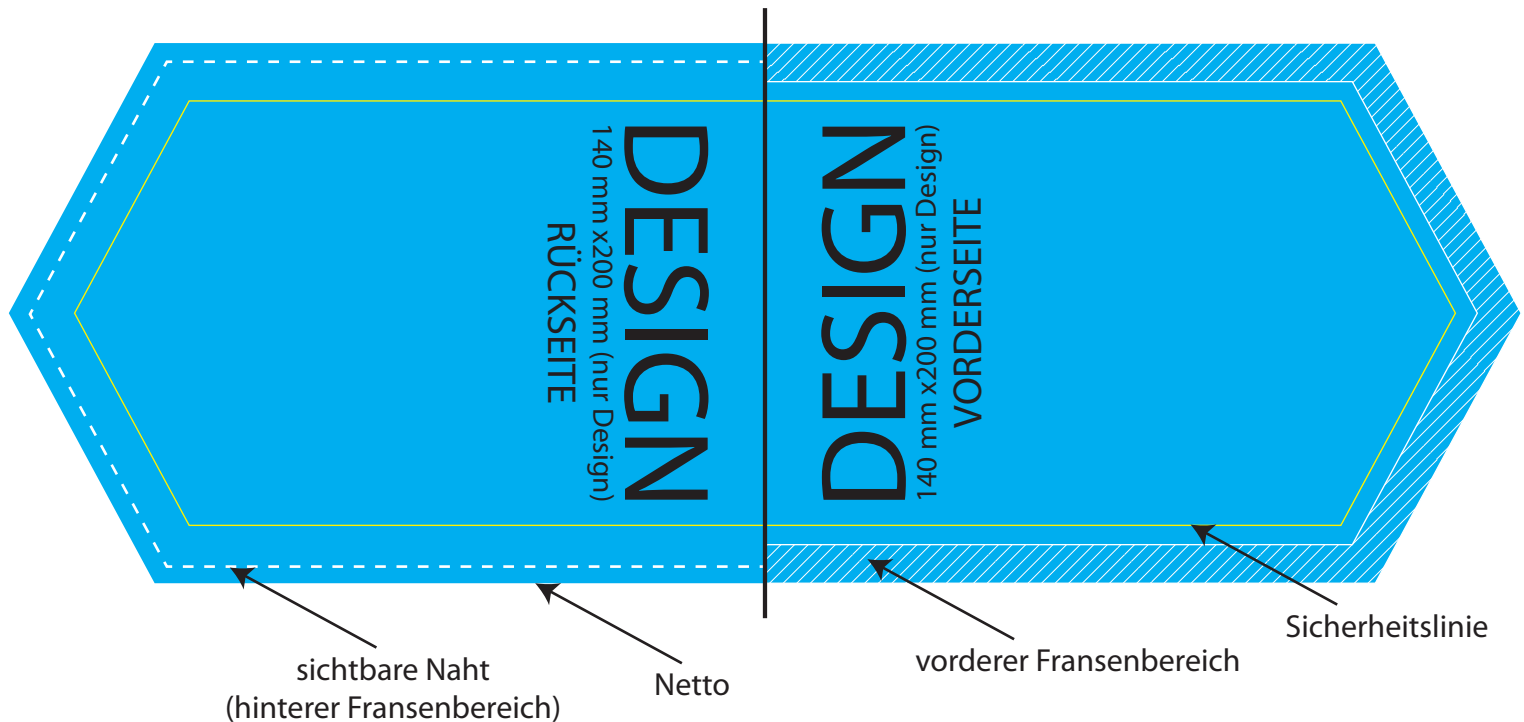 DESIGN
140 mm x200 mm (nur Design)
RÜCKSEITE
DESIGN
140 mm x200 mm (nur Design)
VORDERSEITE
sichtbare Naht
(hinterer Fransenbereich)
Netto
vorderer Fransenbereich
Sicherheitslinie